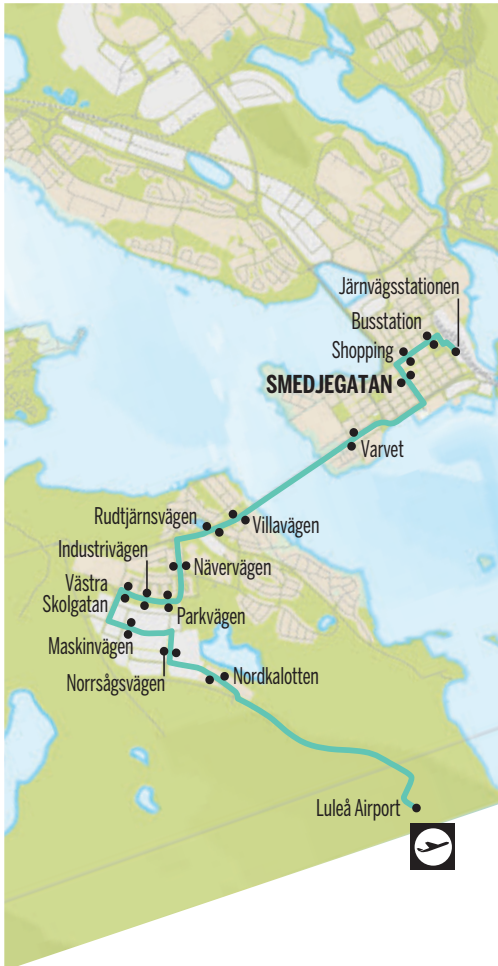 Järnvägsstationen
Busstation
Shopping
SMEDJEGATAN
Varvet
Rudtjärnsvägen
Villavägen
Industrivägen
Nävervägen
Västra
Skolgatan
Parkvägen
Maskinvägen
Norrsågsvägen
Nordkalotten
Luleå Airport